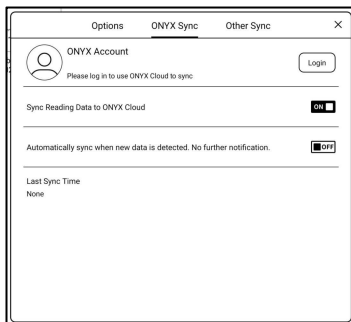 Options ONYX Sync Other Sync
ONYX Account
Please log in to use ONYX Cloud to sync
Login
Sync Reading Data to ONYX Cloud
ON
Automatically sync when new data is detected. No further notification.
OFF
Last Sync Time
None